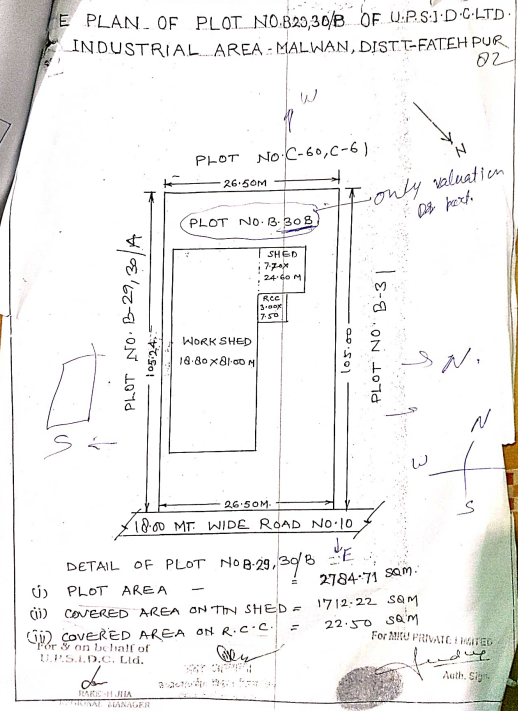 E PLAN OF PLOT NO.B29,30/B OF U.P.S.I.D.C.LTD.
INDUSTRIAL AREA-MALWAN, DISTT-FATEHPUR
02
W
N
PLOT NO. C-60, C-61
26.50M
only valuation
PLOT NO. B. 30B
SHED
7.70X
24.60 M
RCC
3.00X
7.50
WORK SHED
18.80 X 81.00 M
PLOT NO. B-29, 30/A
105.24
105.00
PLOT NO. B-31
N.
S
N
W
S
26.50M.
18.00 MT. WIDE ROAD NO.10
E
DETAIL OF PLOT NO B-29, 30/B
(i) PLOT AREA - = 2784.71 SQM.
(ii) COVERED AREA ON TIN SHED = 1712.22 SQM
(iii) COVERED AREA ON R.C.C. = 22.50 SQM
For & on behalf of
U.P.S.I.D.C. Ltd.
RAKESH JHA
REGIONAL MANAGER
For MKU PRIVATE LIMITED
Auth. Sign.